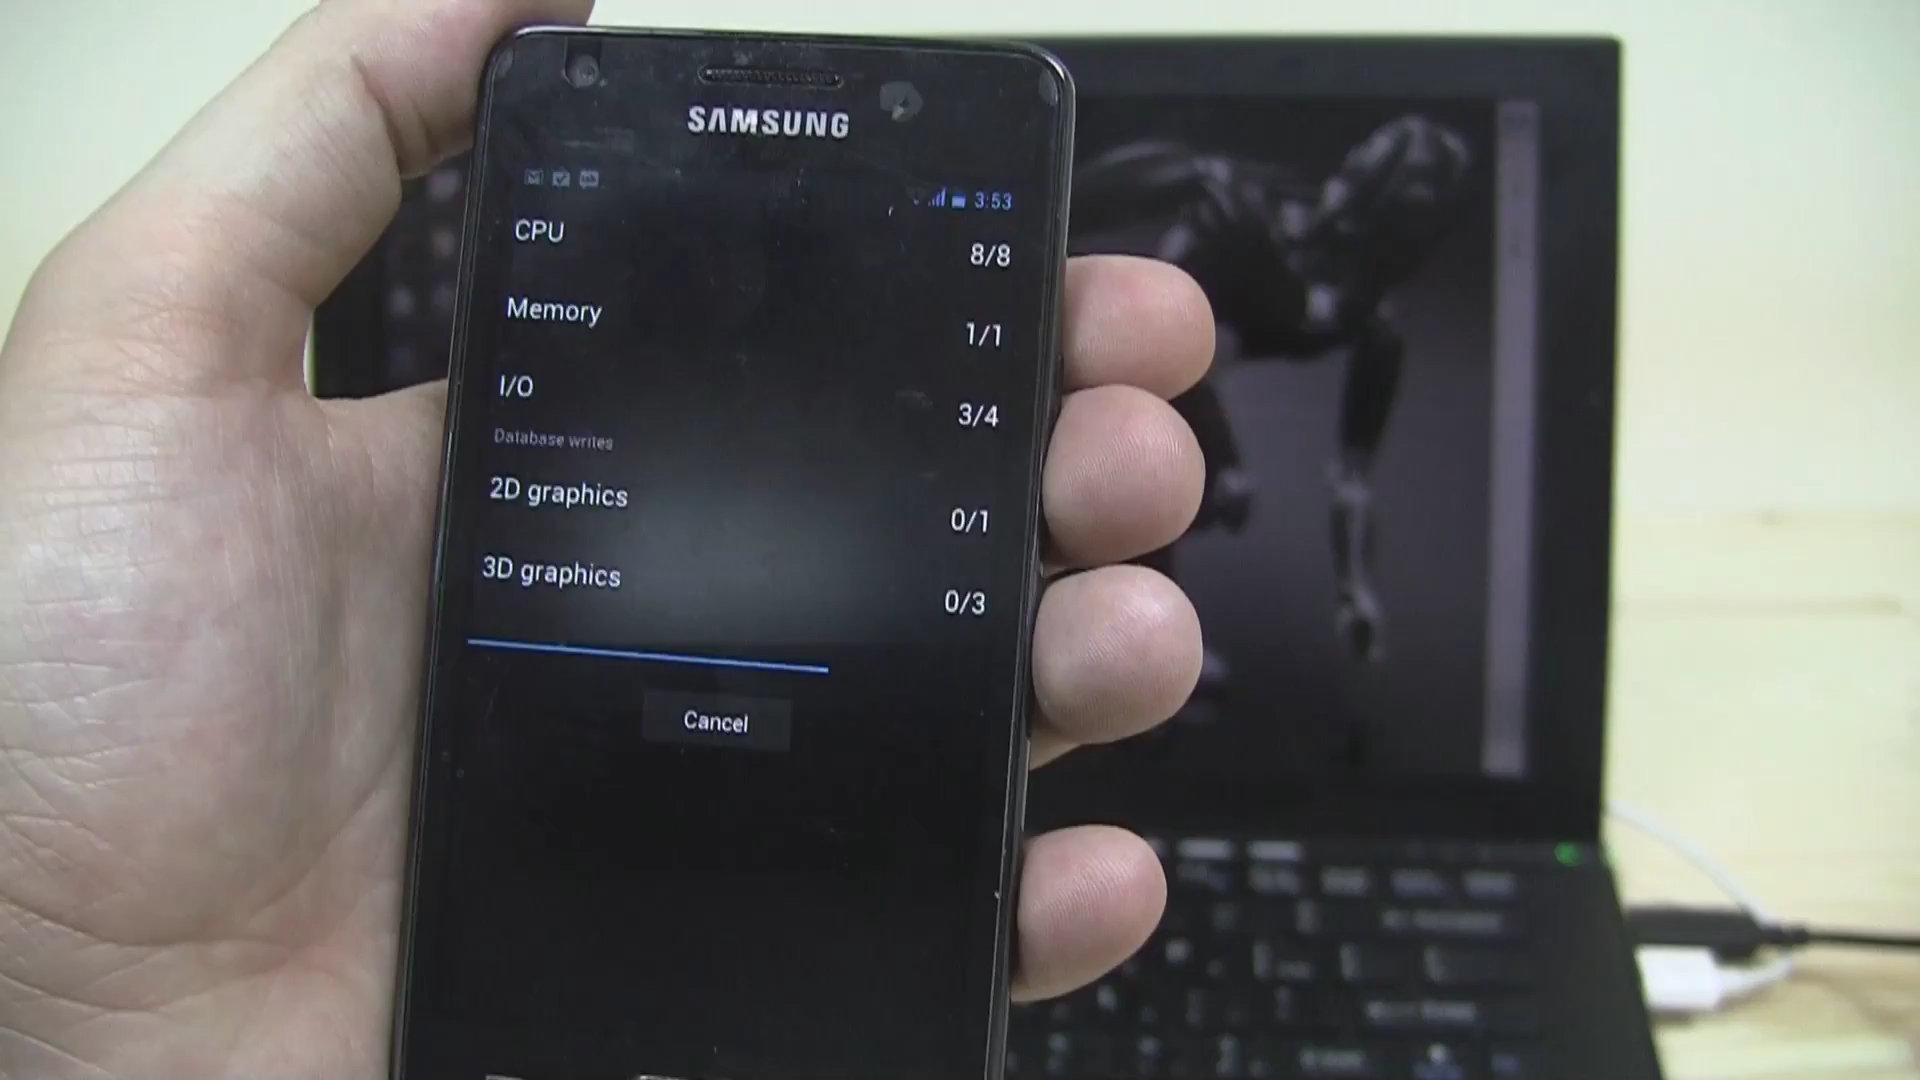 SAMSUNG
3:53
CPU
8/8
Memory
1/1
I/O
3/4
Database writes
2D graphics
0/1
3D graphics
0/3
Cancel